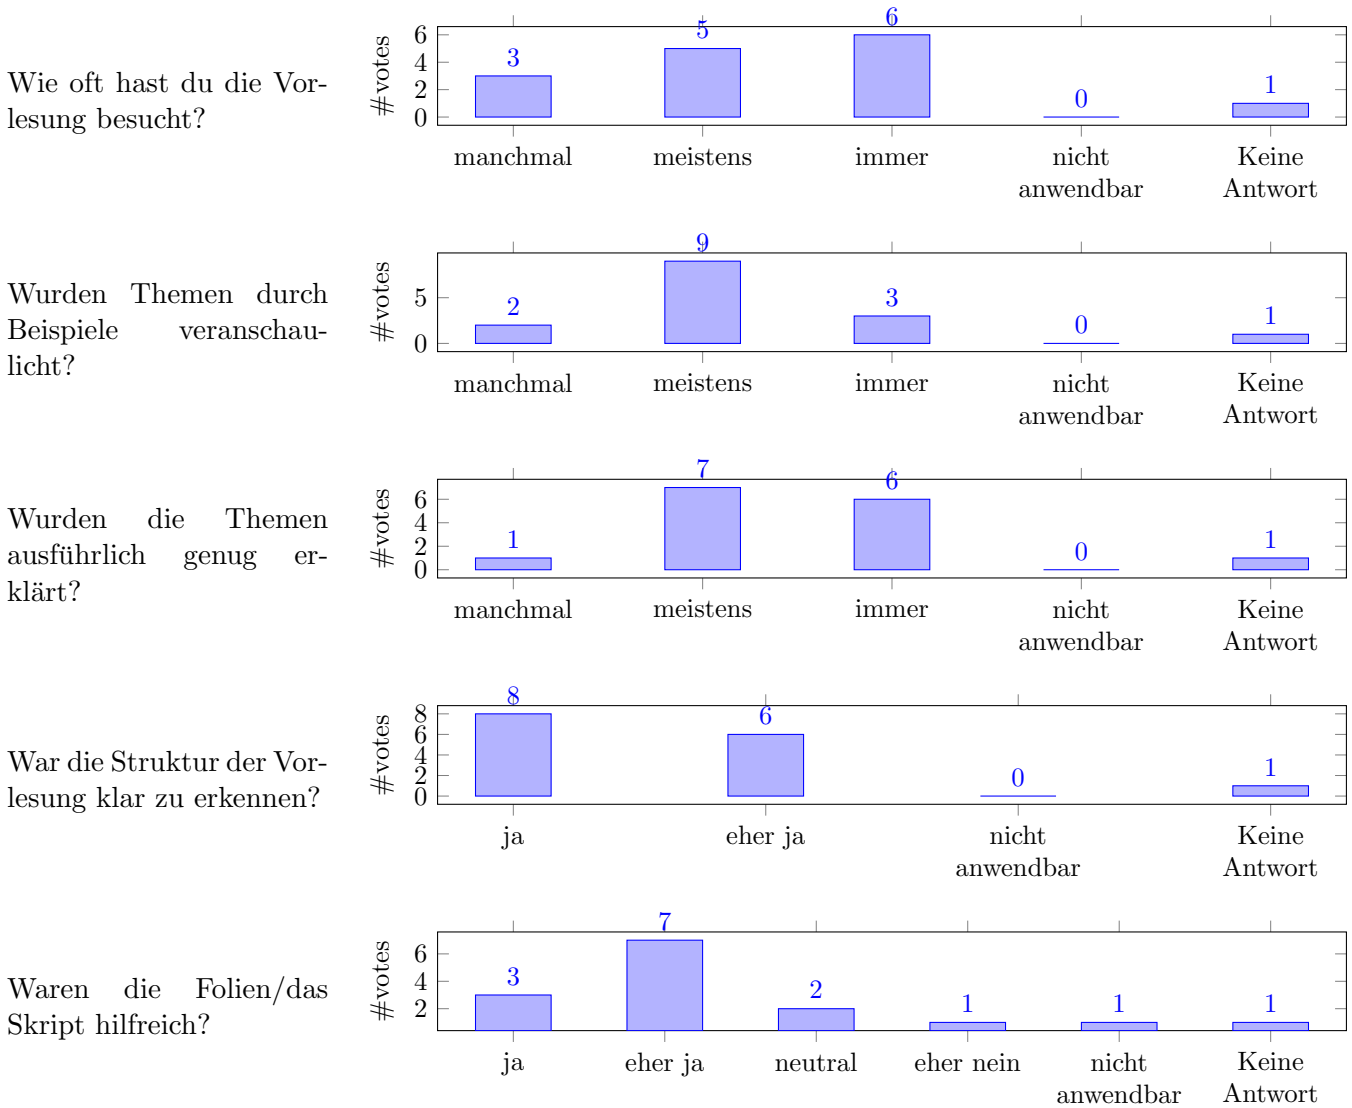 Wie oft hast du die Vor-
lesung besucht?
#votes
6
4
2
0
3
5
6
0
1
manchmal
meistens
immer
nicht
anwendbar
Keine
Antwort
Wurden Themen durch
Beispiele veranschau-
licht?
#votes
5
0
2
9
3
0
1
manchmal
meistens
immer
nicht
anwendbar
Keine
Antwort
Wurden die Themen
ausführlich genug er-
klärt?
#votes
6
4
2
0
1
7
6
0
1
manchmal
meistens
immer
nicht
anwendbar
Keine
Antwort
War die Struktur der Vor-
lesung klar zu erkennen?
#votes
8
6
4
2
0
8
6
0
1
ja
eher ja
nicht
anwendbar
Keine
Antwort
Waren die Folien/das
Skript hilfreich?
#votes
6
4
2
3
7
2
1
1
1
ja
eher ja
neutral
eher nein
nicht
anwendbar
Keine
Antwort